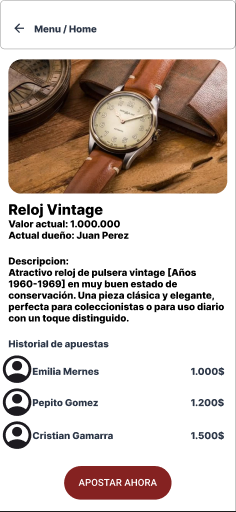 Menu / Home
Reloj Vintage
Valor actual: 1.000.000
Actual dueño: Juan Perez
Descripcion:
Atractivo reloj de pulsera vintage [Años
1960-1969] en muy buen estado de
conservación. Una pieza clásica y elegante,
perfecta para coleccionistas o para uso diario
con un toque distinguido.
Historial de apuestas
Emilia Mernes 1.000$
Pepito Gomez 1.200$
Cristian Gamarra 1.500$
APOSTAR AHORA